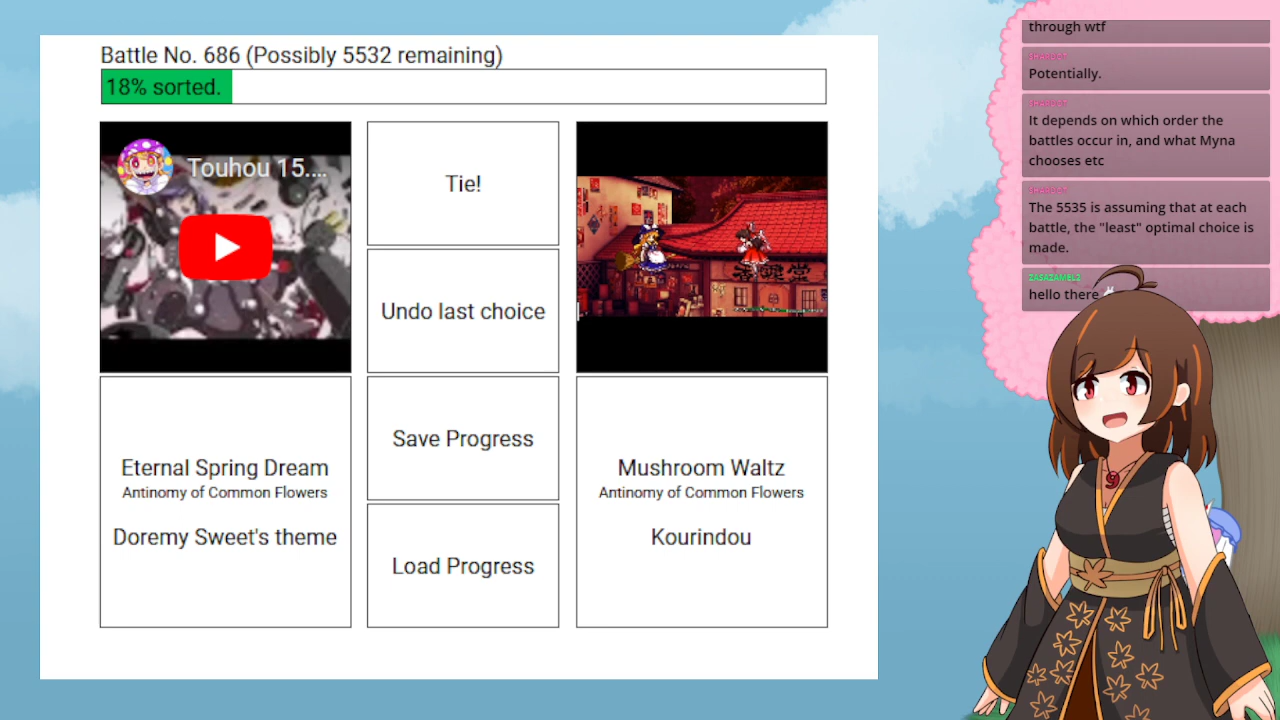 Battle No. 686 (Possibly 5532 remaining)
18% sorted.
Touhou 15....
Tie!
Undo last choice
Save Progress
Load Progress
Eternal Spring Dream
Antinomy of Common Flowers
Doremy Sweet's theme
Mushroom Waltz
Antinomy of Common Flowers
Kourindou
through wtf
Potentially.
It depends on which order the
battles occur in, and what Myna
chooses etc
The 5535 is assuming that at each
battle, the "least" optimal choice is
made.
hello there